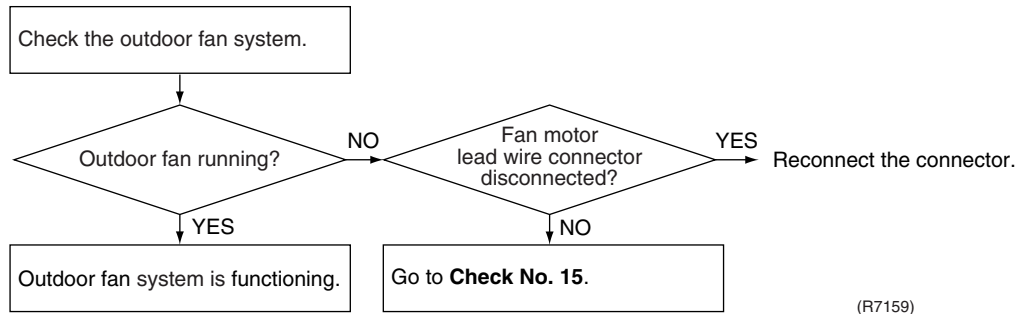 Check the outdoor fan system.
Outdoor fan running?
NO
Fan motor
lead wire connector
disconnected?
YES
Reconnect the connector.
YES
Outdoor fan system is functioning.
NO
Go to Check No. 15.
(R7159)